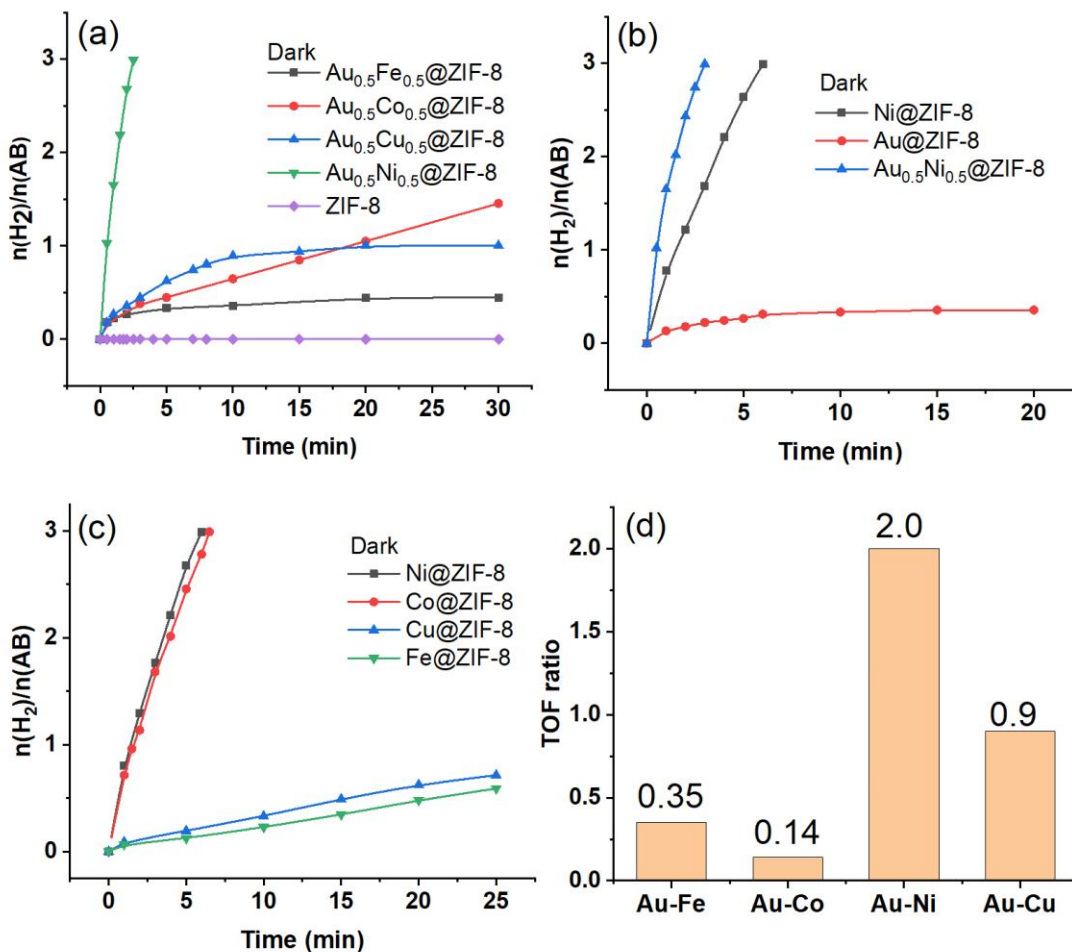 (a)
Dark
Au0.5Fe0.5@ZIF-8
Au0.5Co0.5@ZIF-8
Au0.5Cu0.5@ZIF-8
Au0.5Ni0.5@ZIF-8
ZIF-8
n(H2)/n(AB)
3
2
1
0
0 5 10 15 20 25 30
Time (min)
(b)
Dark
Ni@ZIF-8
Au@ZIF-8
Au0.5Ni0.5@ZIF-8
n(H2)/n(AB)
3
2
1
0
0 5 10 15 20
Time (min)
(c)
Dark
Ni@ZIF-8
Co@ZIF-8
Cu@ZIF-8
Fe@ZIF-8
n(H2)/n(AB)
3
2
1
0
0 5 10 15 20 25
Time (min)
(d)
TOF ratio
2.0
1.5
1.0
0.5
0.0
0.35
0.14
2.0
0.9
Au-Fe Au-Co Au-Ni Au-Cu